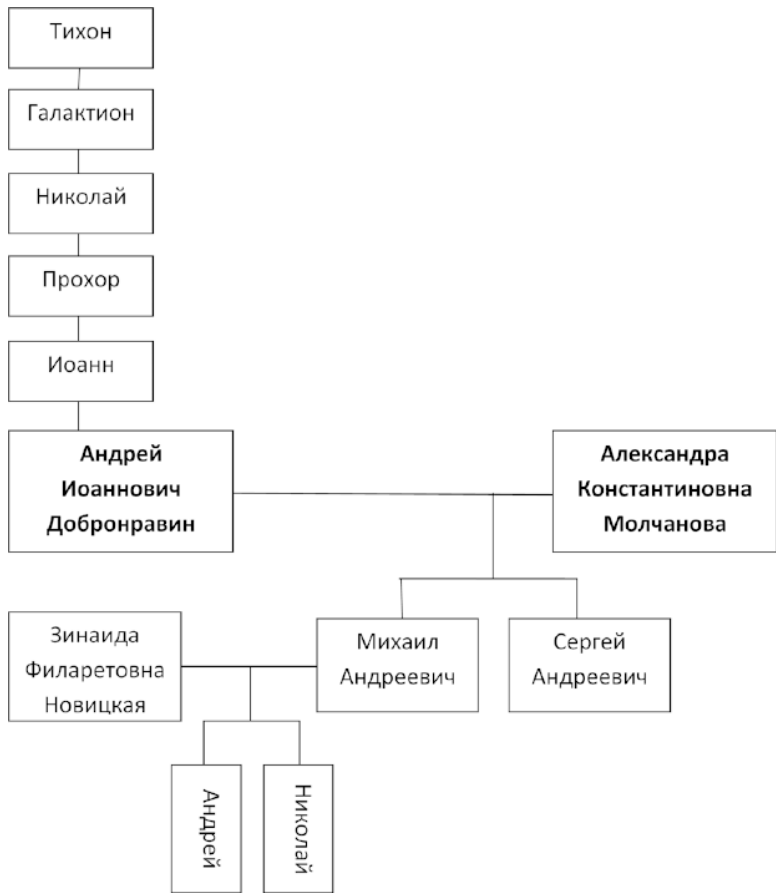 Тихон
Галактион
Николай
Прохор
Иоанн
Андрей
Иоаннович
Добронравин
Александра
Константиновна
Молчанова
Зинаида
Филаретовна
Новицкая
Михаил
Андреевич
Сергей
Андреевич
Андрей
Николай